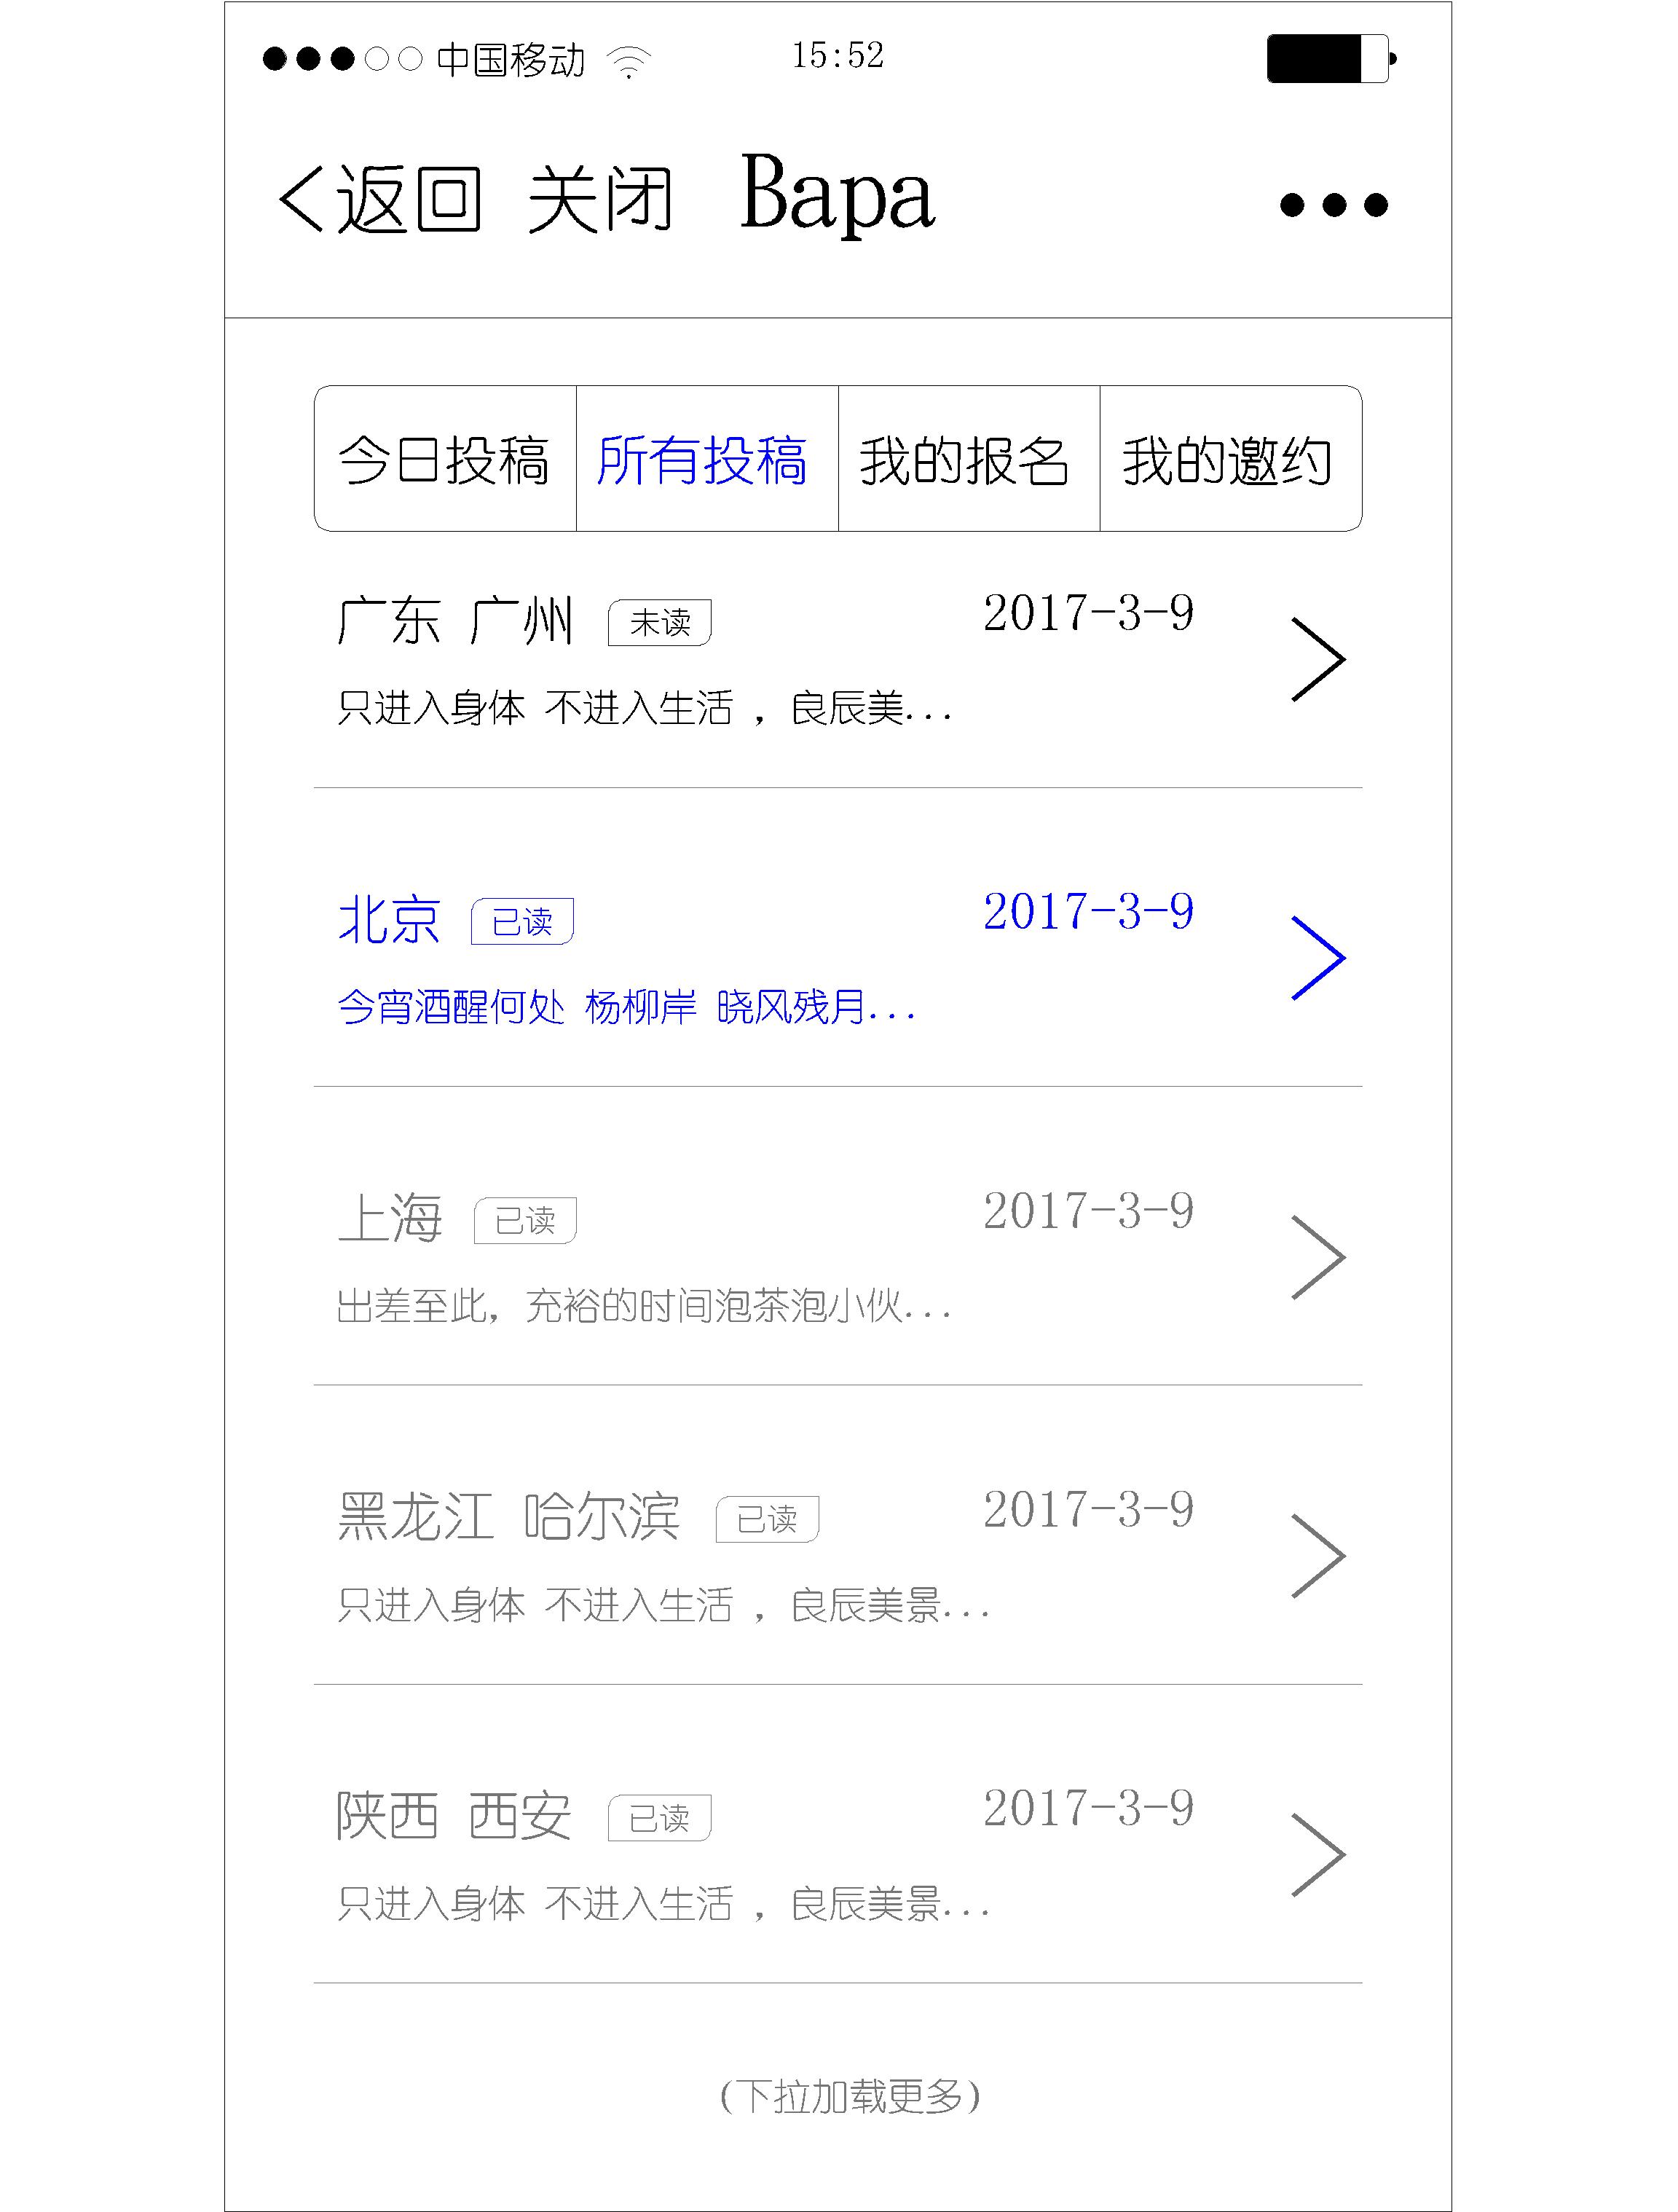 中国移动 15:52
返回 关闭 Bapa
今日投稿 所有投稿 我的报名 我的邀约
广东 广州 未读 2017-3-9
只进入身体 不进入生活 ，良辰美...
北京 已读 2017-3-9
今宵酒醒何处 杨柳岸 晓风残月...
上海 已读 2017-3-9
出差至此，充裕的时间泡茶泡小伙...
黑龙江 哈尔滨 已读 2017-3-9
只进入身体 不进入生活 ，良辰美景...
陕西 西安 已读 2017-3-9
只进入身体 不进入生活 ，良辰美景...
(下拉加载更多)